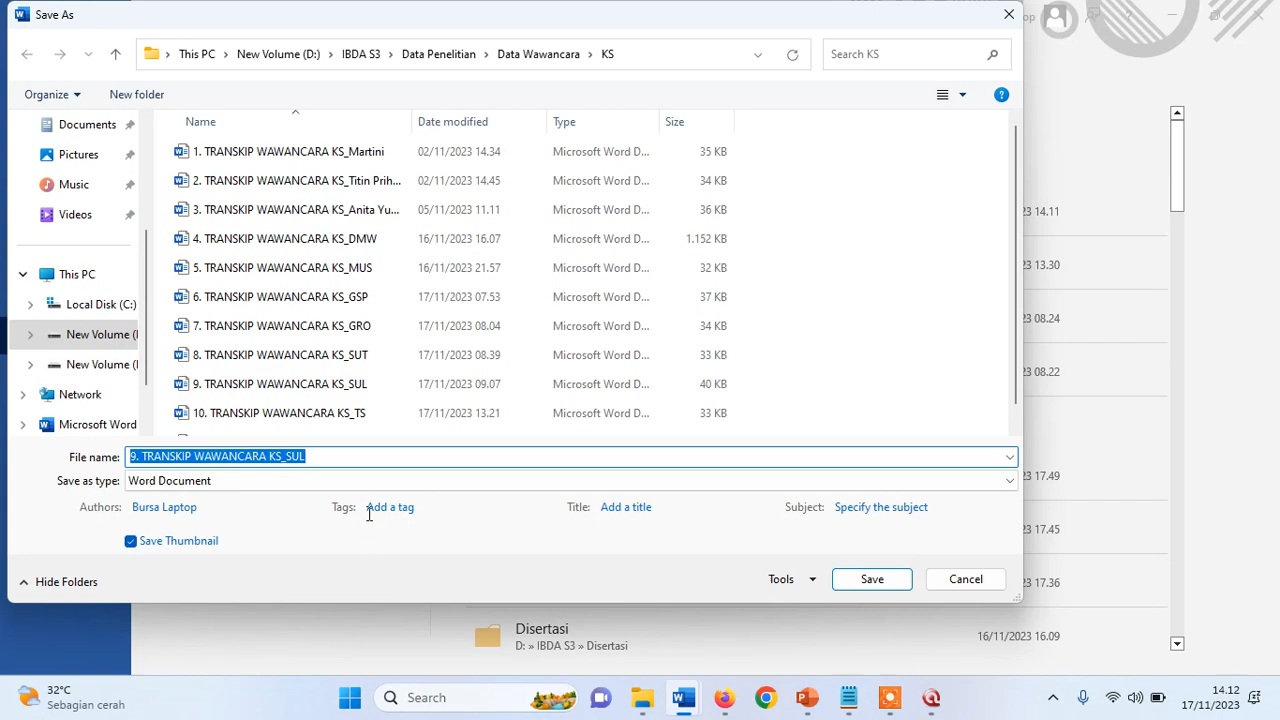 Save As
This PC
New Volume (D:)
IBDA S3
Data Penelitian
Data Wawancara
KS
Search KS
Organize
New folder
Name
Date modified
Type
Size
Documents
Pictures
Music
Videos
This PC
Local Disk (C:)
New Volume (
New Volume (
Network
Microsoft Word
1. TRANSKIP WAWANCARA KS_Martini 02/11/2023 14.34 Microsoft Word D... 35 KB
2. TRANSKIP WAWANCARA KS_Titin Prih... 02/11/2023 14.45 Microsoft Word D... 34 KB
3. TRANSKIP WAWANCARA KS_Anita Yu... 05/11/2023 11.11 Microsoft Word D... 36 KB
4. TRANSKIP WAWANCARA KS_DMW 16/11/2023 16.07 Microsoft Word D... 1.152 KB
5. TRANSKIP WAWANCARA KS_MUS 16/11/2023 21.57 Microsoft Word D... 32 KB
6. TRANSKIP WAWANCARA KS_GSP 17/11/2023 07.53 Microsoft Word D... 37 KB
7. TRANSKIP WAWANCARA KS_GRO 17/11/2023 08.04 Microsoft Word D... 34 KB
8. TRANSKIP WAWANCARA KS_SUT 17/11/2023 08.39 Microsoft Word D... 33 KB
9. TRANSKIP WAWANCARA KS_SUL 17/11/2023 09.07 Microsoft Word D... 40 KB
10. TRANSKIP WAWANCARA KS_TS 17/11/2023 13.21 Microsoft Word D... 33 KB
File name: 9. TRANSKIP WAWANCARA KS_SUL
Save as type: Word Document
Authors: Bursa Laptop Tags: Add a tag Title: Add a title Subject: Specify the subject
Save Thumbnail
Hide Folders
Tools
Save
Cancel
op
23 14.11
23 13.30
23 08.24
23 08.22
23 17.49
23 17.45
23 17.36
Disertasi
D: » IBDA S3 » Disertasi
16/11/2023 16.09
32°C
Sebagian cerah
Search
14.12
17/11/2023